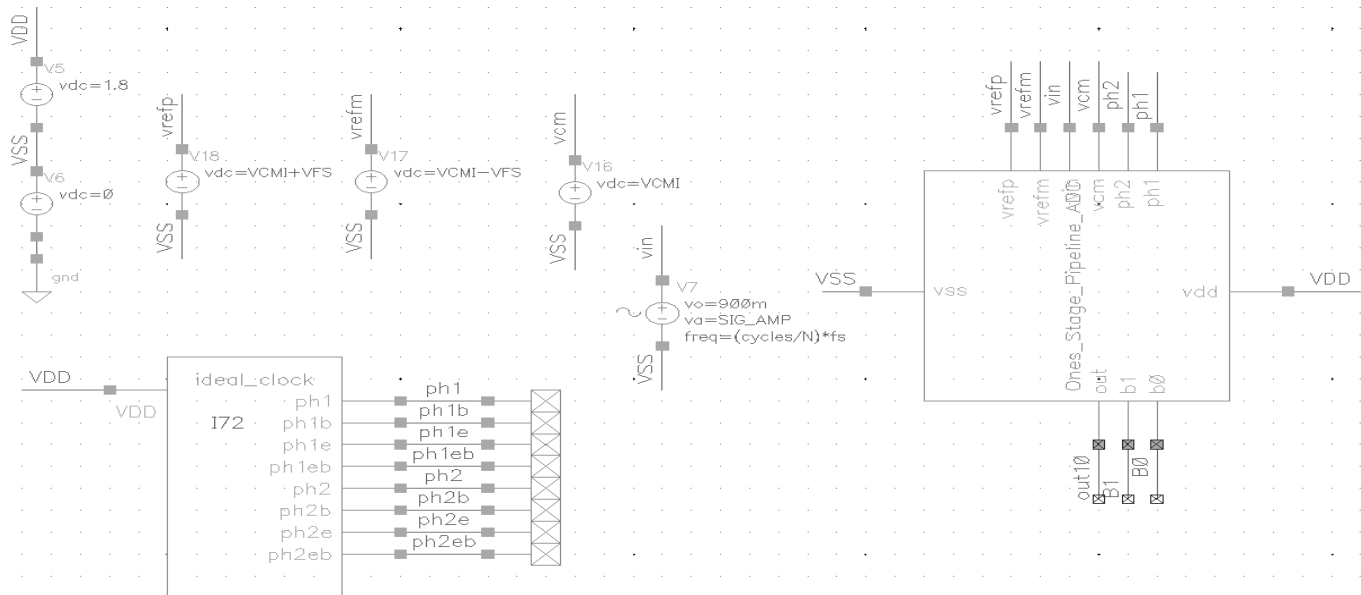 VDD
V5
vdc=1.8
VSS
V6
vdc=0
gnd
vrefp
V18
vdc=VCMI+VFS
VSS
vrefm
V17
vdc=VCMI-VFS
VSS
vcm
V16
vdc=VCMI
VSS
vin
V7
vo=900m
va=SIG_AMP
freq=(cycles/N)*fs
VSS
VDD
VDD
ideal_clock
I72
ph1
ph1b
ph1e
ph1eb
ph2
ph2b
ph2e
ph2eb
ph1
ph1b
ph1e
ph1eb
ph2
ph2b
ph2e
ph2eb
vrefp
vrefm
vin
vcm
ph2
ph1
vrefp
vrefm
vin
vcm
ph2
ph1
Ones_Stage_Pipeline_ADC
VSS
vss
vdd
VDD
out
b1
b0
out10
B1
B0